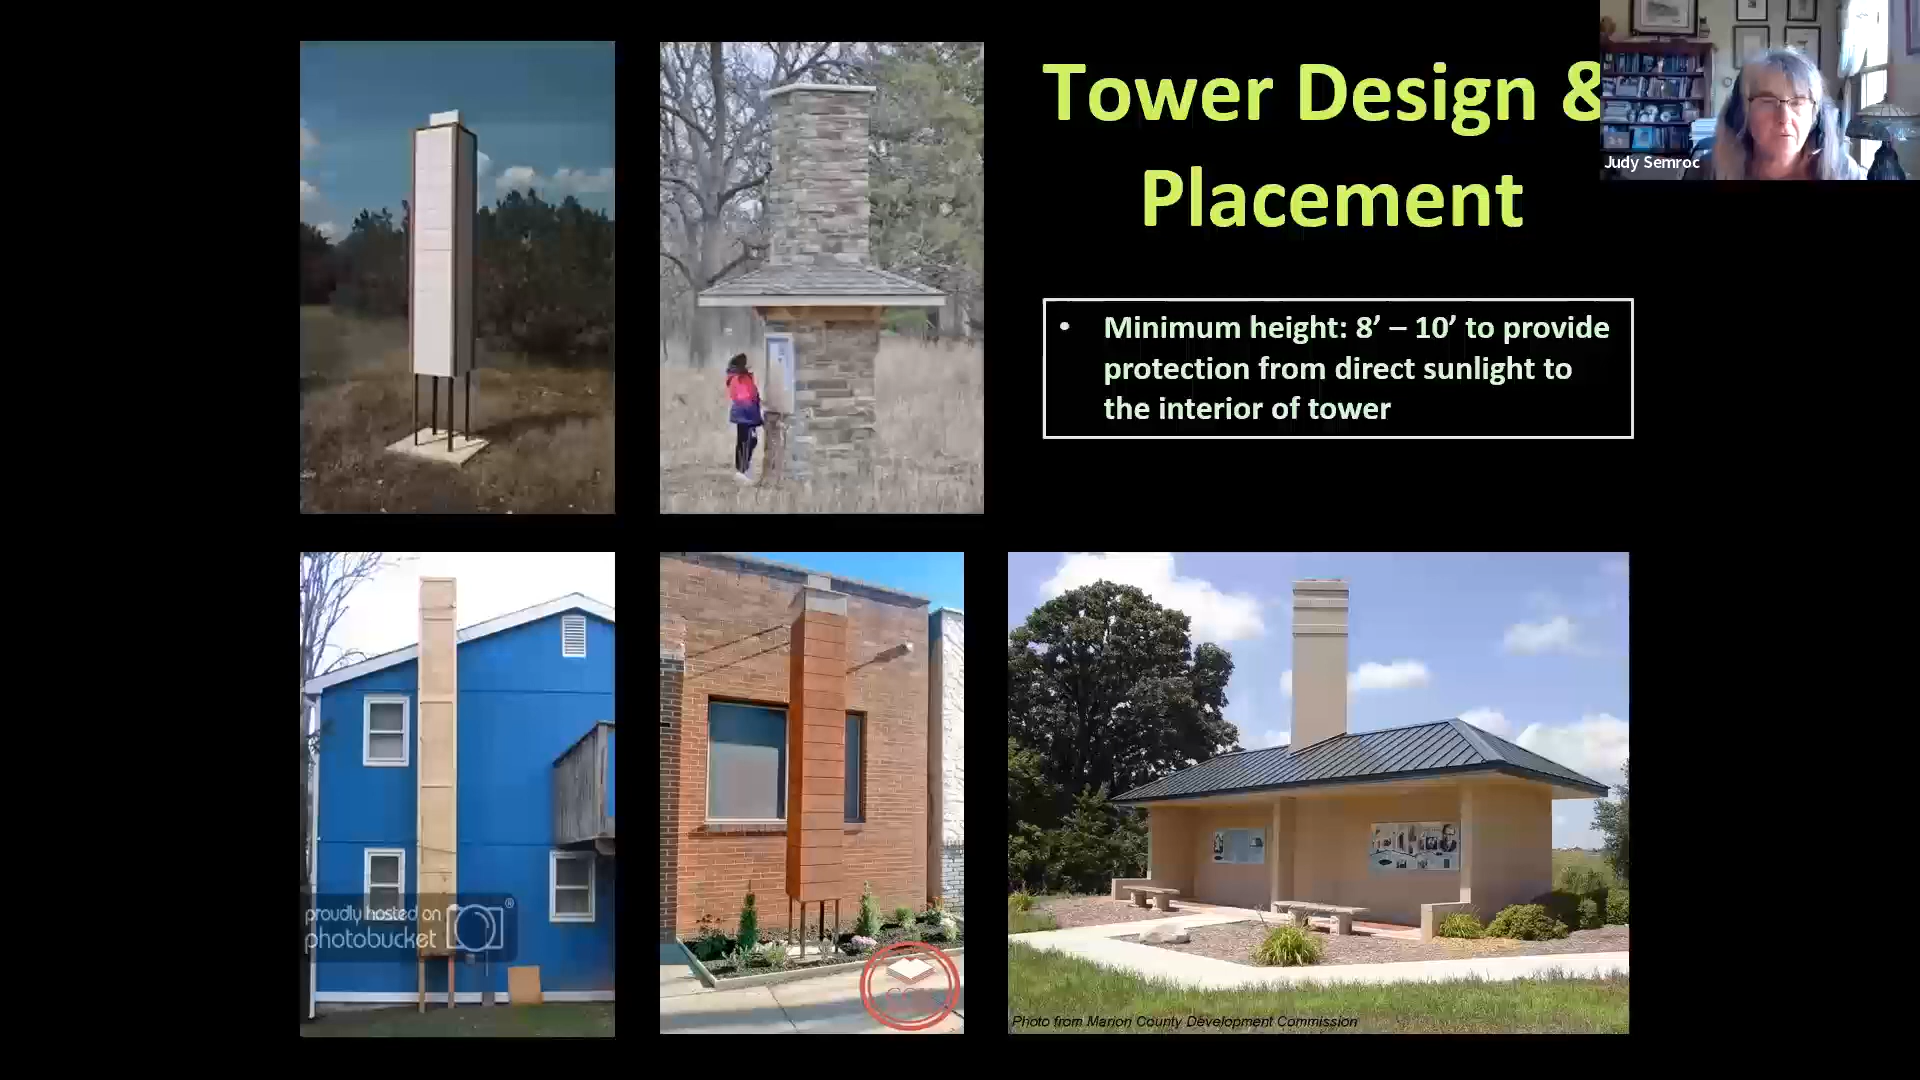 Tower Design &
Placement
Judy Semroc
• Minimum height: 8’ – 10’ to provide
protection from direct sunlight to
the interior of tower
proudly hosted on
photobucket ®
Photo from Marion County Development Commission